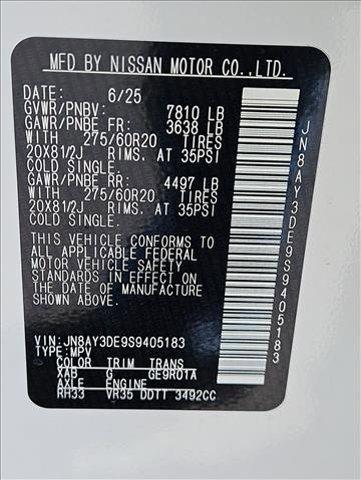 MFD BY NISSAN MOTOR CO.,LTD.
DATE: 6/25
GVWR/PNBV: 7810 LB
GAWR/PNBE FR: 3638 LB
WITH 275/60R20 TIRES
20X81/2J RIMS, AT 35PSI
COLD SINGLE.
GAWR/PNBE RR: 4497 LB
WITH 275/60R20 TIRES
20X81/2J RIMS, AT 35PSI
COLD SINGLE.
THIS VEHICLE CONFORMS TO
ALL APPLICABLE FEDERAL
MOTOR VEHICLE SAFETY
STANDARDS IN EFFECT ON
THE DATE OF MANUFACTURE
SHOWN ABOVE.
VIN: JN8AY3DE9S9405183
TYPE: MPV
COLOR TRIM TRANS
XAB G GE9R01A
AXLE ENGINE
RH33 VR35 DDTT 3492CC
JN8AY3DE9S9405183